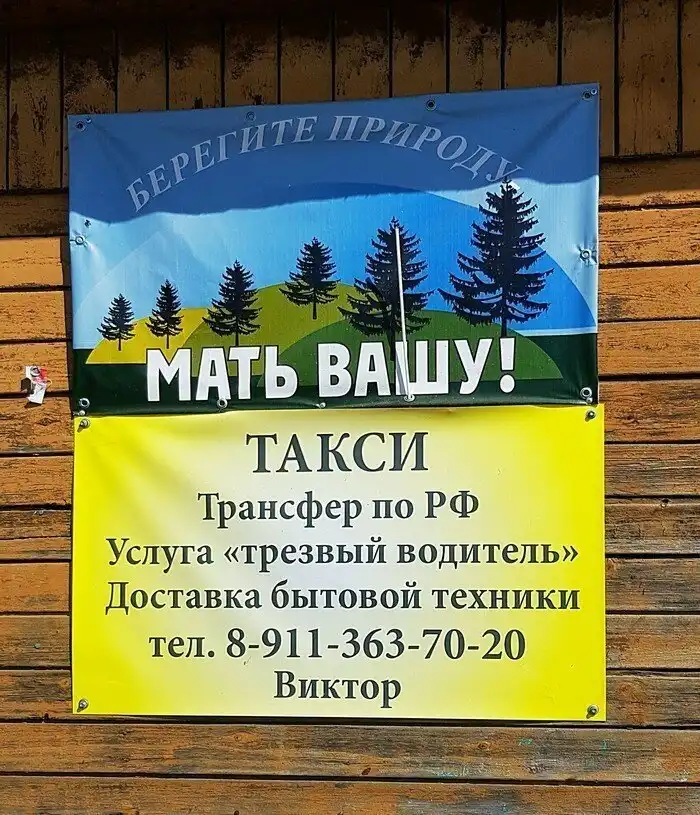 БЕРЕГИТЕ ПРИРОДУ
МАТЬ ВАШУ!
ТАКСИ
Трансфер по РФ
Услуга «трезвый водитель»
Доставка бытовой техники
тел. 8-911-363-70-20
Виктор